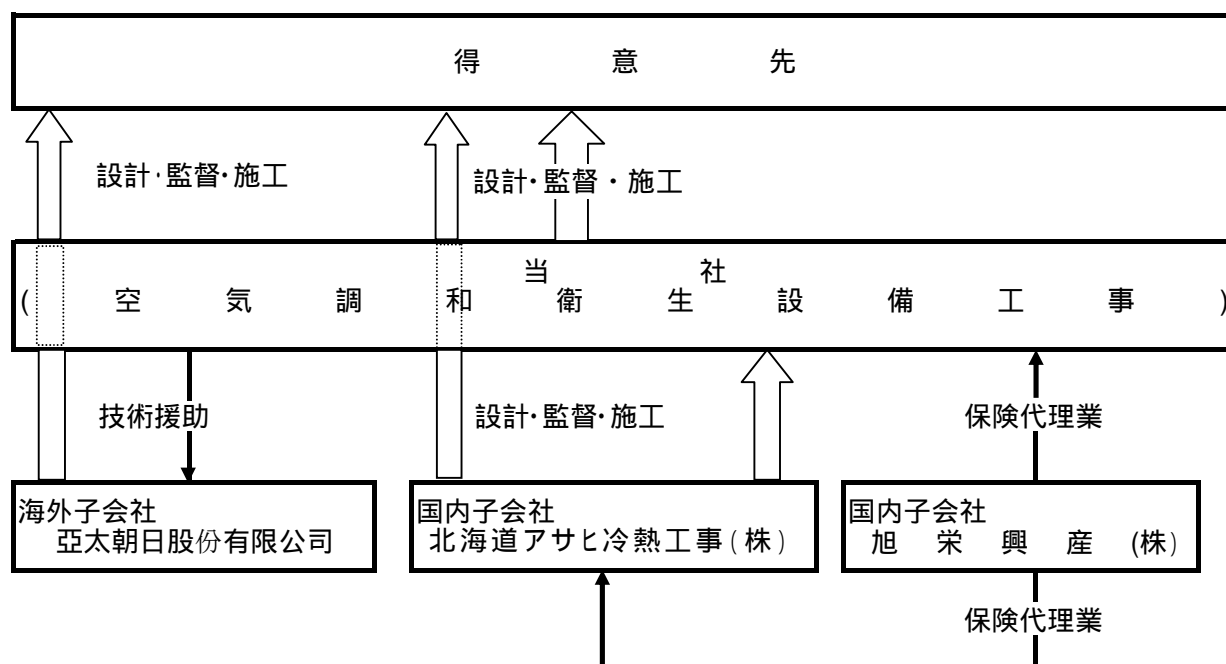 得意先
設計・監督・施工
設計・監督・施工
当社
(空気調和衛生設備工事)
技術援助
設計・監督・施工
保険代理業
海外子会社
亞太朝日股份有限公司
国内子会社
北海道アサヒ冷熱工事(株)
国内子会社
旭栄興産(株)
保険代理業